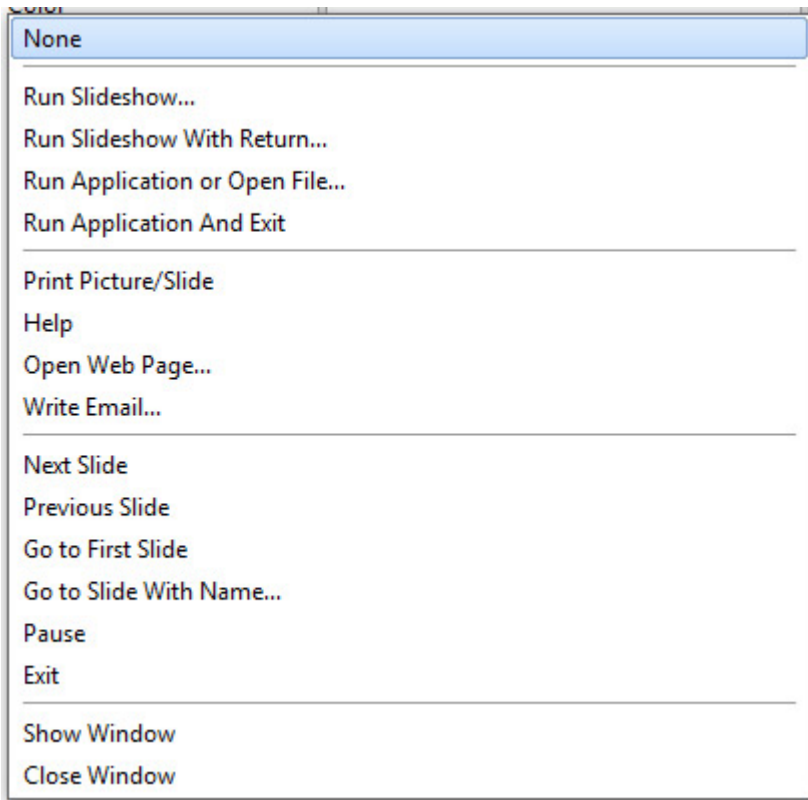 Color
None
Run Slideshow...
Run Slideshow With Return...
Run Application or Open File...
Run Application And Exit
Print Picture/Slide
Help
Open Web Page...
Write Email...
Next Slide
Previous Slide
Go to First Slide
Go to Slide With Name...
Pause
Exit
Show Window
Close Window